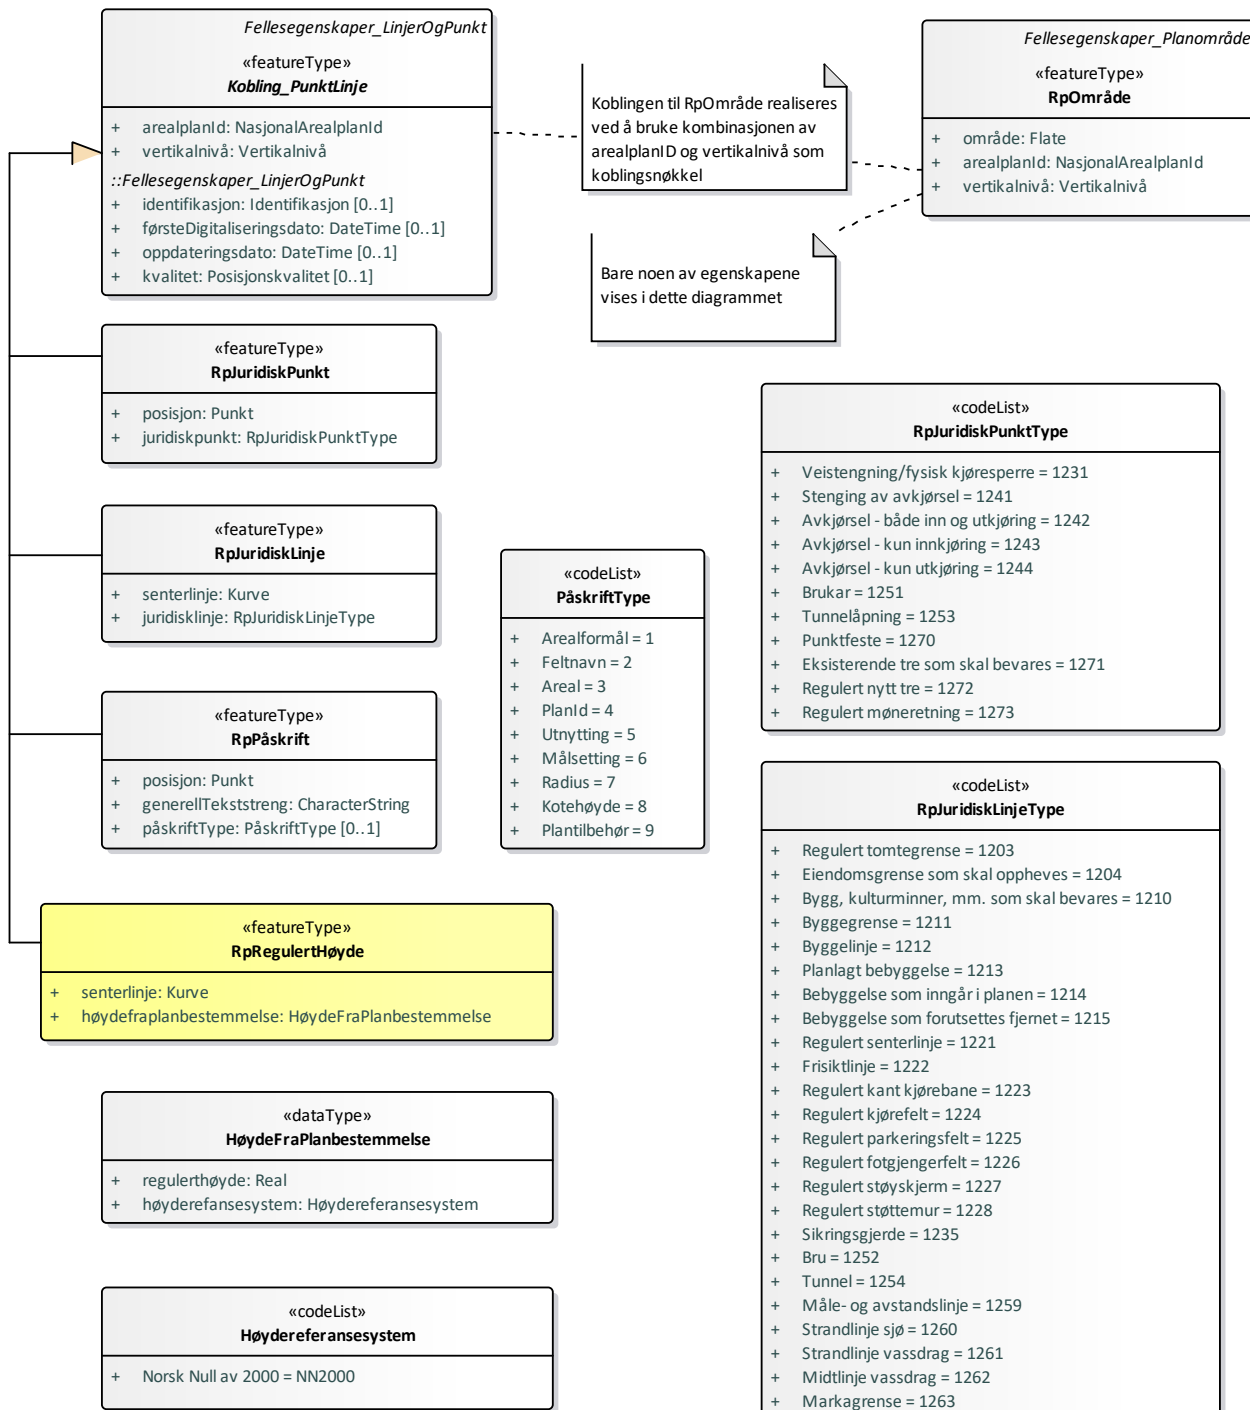 Fellesegenskaper_LinjerOgPunkt
«featureType»
Kobling_PunktLinje
+ arealplanId: NasjonalArealplanId
+ vertikalnivå: Vertikalnivå
::Fellesegenskaper_LinjerOgPunkt
+ identifikasjon: Identifikasjon [0..1]
+ førsteDigitaliseringsdato: DateTime [0..1]
+ oppdateringsdato: DateTime [0..1]
+ kvalitet: Posisjonskvalitet [0..1]
Koblingen til RpOmråde realiseres
ved å bruke kombinasjonen av
arealplanID og vertikalnivå som
koblingsnøkkel
Fellesegenskaper_Planområde
«featureType»
RpOmråde
+ område: Flate
+ arealplanId: NasjonalArealplanId
+ vertikalnivå: Vertikalnivå
Bare noen av egenskapene
vises i dette diagrammet
«featureType»
RpJuridiskPunkt
+ posisjon: Punkt
+ juridiskpunkt: RpJuridiskPunktType
«featureType»
RpJuridiskLinje
+ senterlinje: Kurve
+ juridisklinje: RpJuridiskLinjeType
«featureType»
RpPåskrift
+ posisjon: Punkt
+ generellTekststreng: CharacterString
+ påskriftType: PåskriftType [0..1]
«featureType»
RpRegulertHøyde
+ senterlinje: Kurve
+ høydefraplanbestemmelse: HøydeFraPlanbestemmelse
«dataType»
HøydeFraPlanbestemmelse
+ regulerthøyde: Real
+ høyderefansesystem: Høydereferansesystem
«codeList»
Høydereferansesystem
+ Norsk Null av 2000 = NN2000
«codeList»
PåskriftType
+ Arealformål = 1
+ Feltnavn = 2
+ Areal = 3
+ PlanId = 4
+ Utnytting = 5
+ Målsetting = 6
+ Radius = 7
+ Kotehøyde = 8
+ Plantilbehør = 9
«codeList»
RpJuridiskPunktType
+ Veistengning/fysisk kjøresperre = 1231
+ Stenging av avkjørsel = 1241
+ Avkjørsel - både inn og utkjøring = 1242
+ Avkjørsel - kun innkjøring = 1243
+ Avkjørsel - kun utkjøring = 1244
+ Brukar = 1251
+ Tunnelåpning = 1253
+ Punktfeste = 1270
+ Eksisterende tre som skal bevares = 1271
+ Regulert nytt tre = 1272
+ Regulert møneretning = 1273
«codeList»
RpJuridiskLinjeType
+ Regulert tomtegrense = 1203
+ Eiendomsgrense som skal oppheves = 1204
+ Bygg, kulturminner, mm. som skal bevares = 1210
+ Byggegrense = 1211
+ Byggelinje = 1212
+ Planlagt bebyggelse = 1213
+ Bebyggelse som inngår i planen = 1214
+ Bebyggelse som forutsettes fjernet = 1215
+ Regulert senterlinje = 1221
+ Frisiktlinje = 1222
+ Regulert kant kjørebane = 1223
+ Regulert kjørefelt = 1224
+ Regulert parkeringsfelt = 1225
+ Regulert fotgjengerfelt = 1226
+ Regulert støyskjerm = 1227
+ Regulert støttemur = 1228
+ Sikringsgjerde = 1235
+ Bru = 1252
+ Tunnel = 1254
+ Måle- og avstandslinje = 1259
+ Strandlinje sjø = 1260
+ Strandlinje vassdrag = 1261
+ Midtlinje vassdrag = 1262
+ Markagrense = 1263